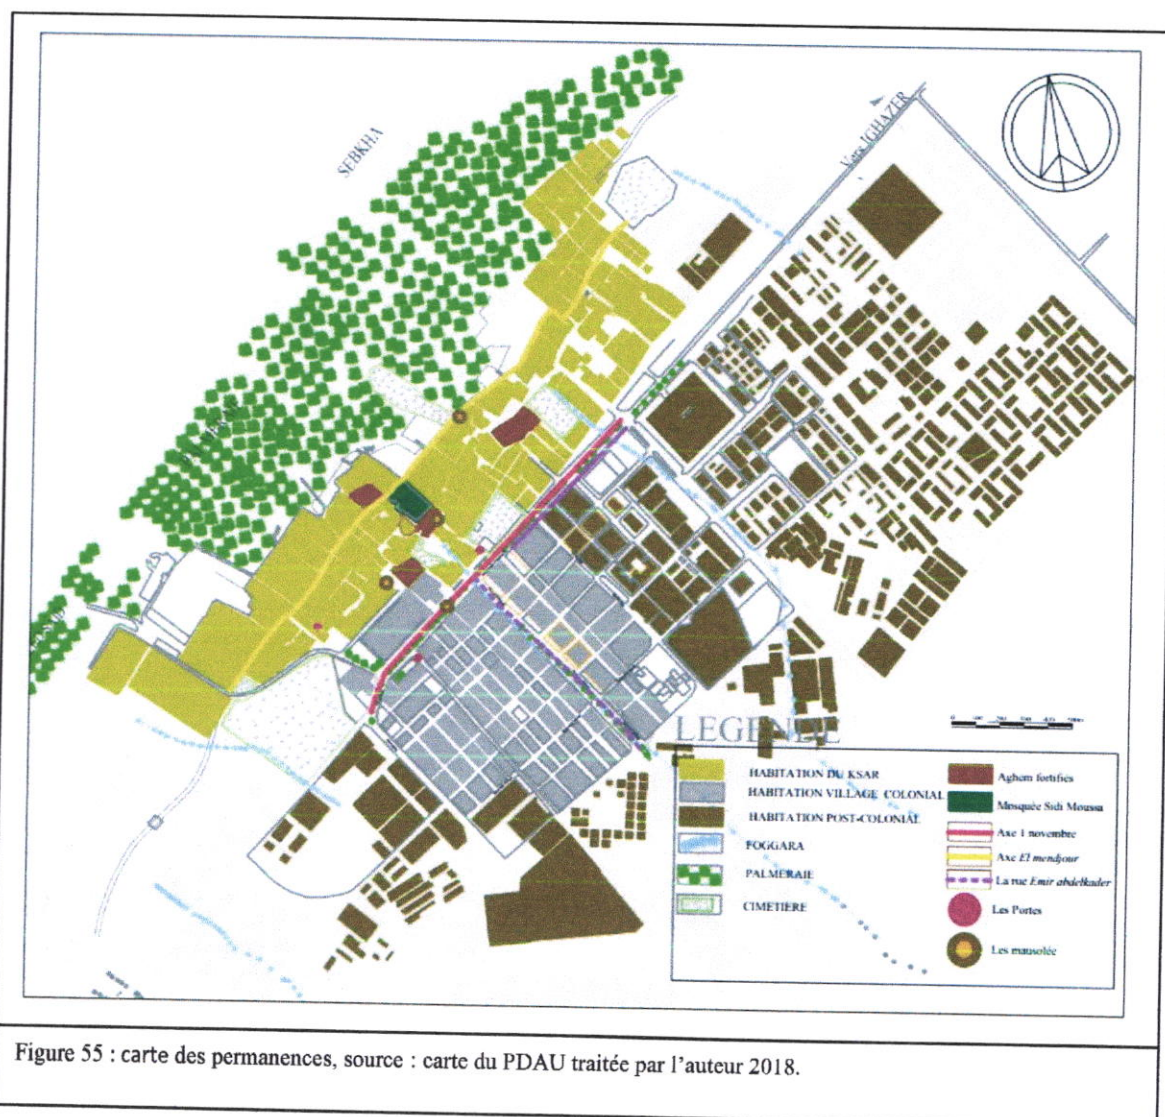 SEBKHA
Vers IGHAZER
LEGENDE
HABITATION DU KSAR
HABITATION VILLAGE COLONIAL
HABITATION POST-COLONIAL
FOGGARA
PALMERAIE
CIMETIÈRE
Aghem fortifiés
Mosquée Sidi Moussa
Axe 1 novembre
Axe El mendjour
La rue Emir abdelkader
Les Portes
Les mausolée
Figure 55 : carte des permanences, source : carte du PDAU traitée par l'auteur 2018.